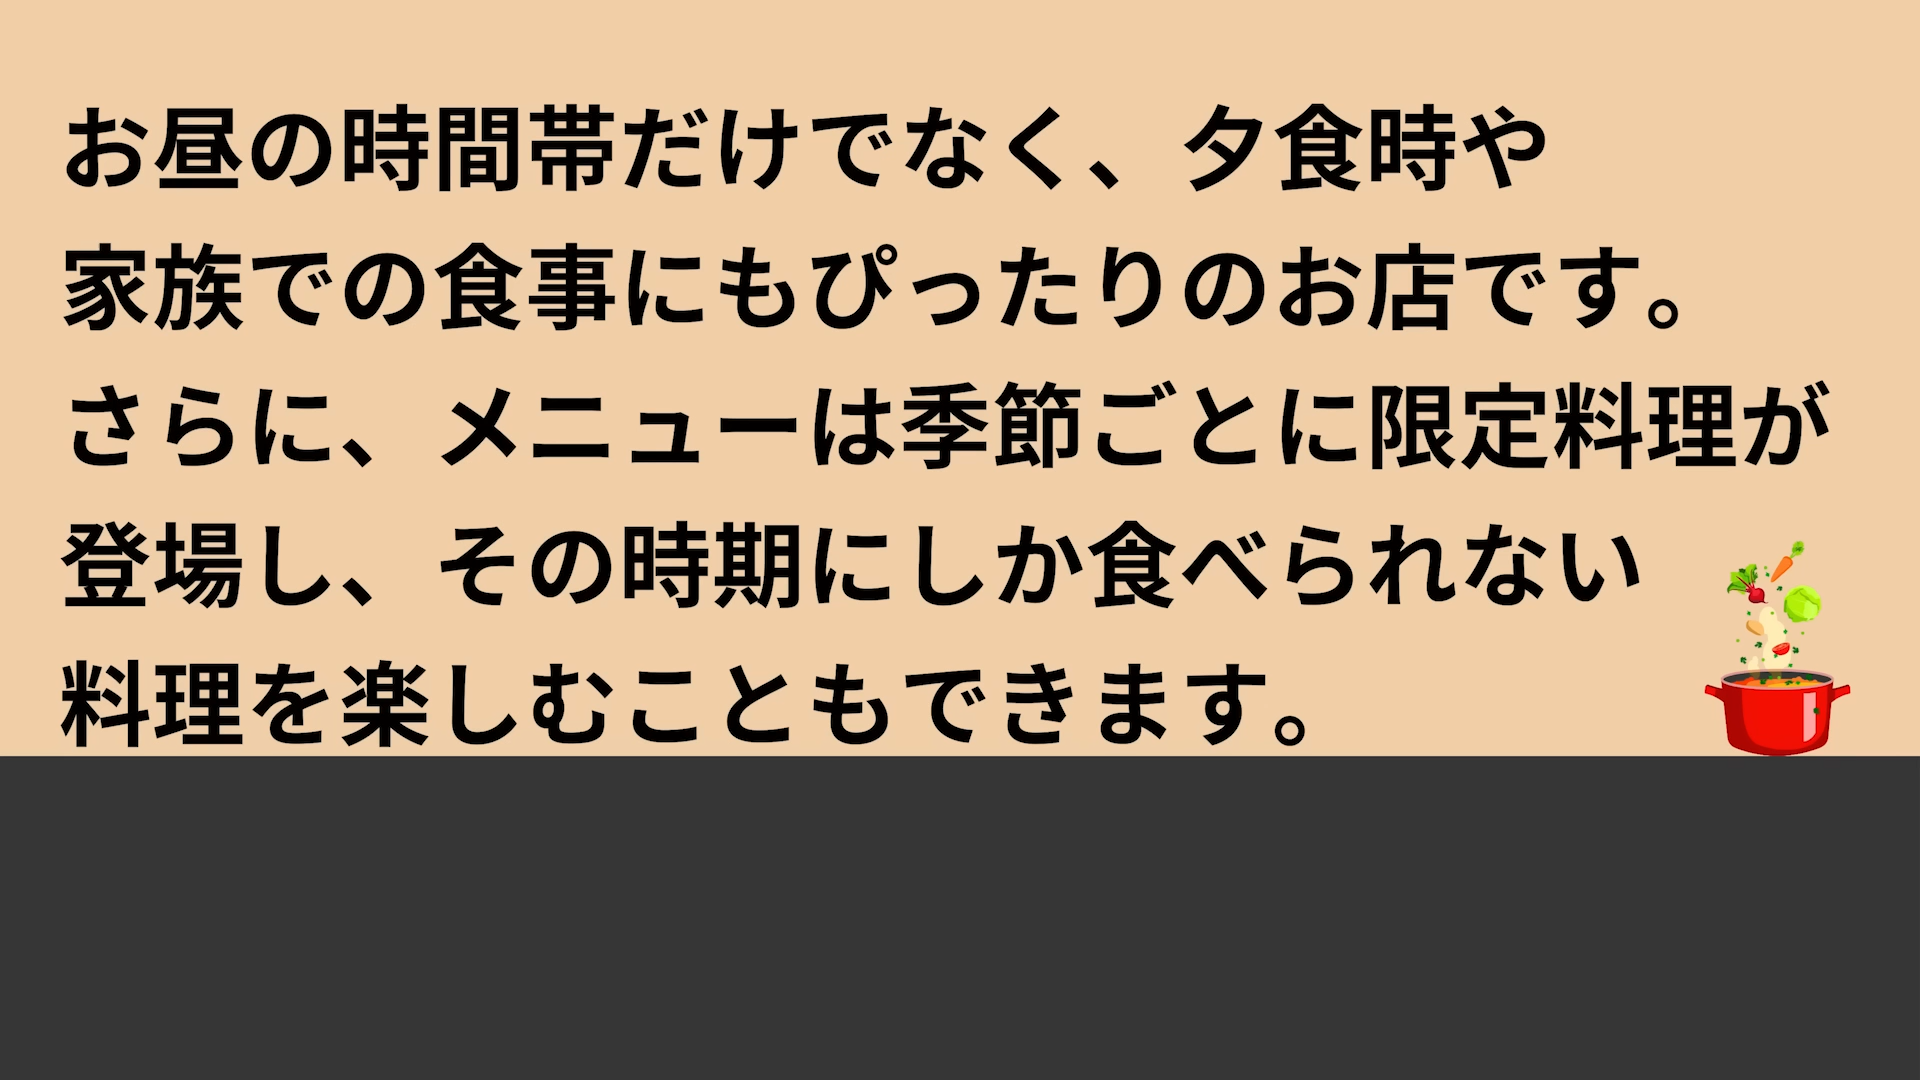 お昼の時間帯だけでなく、夕食時や
家族での食事にもぴったりのお店です。
さらに、メニューは季節ごとに限定料理が
登場し、その時期にしか食べられない
料理を楽しむこともできます。